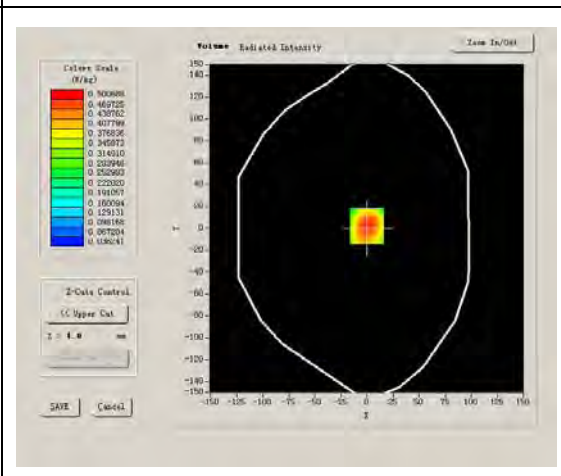 Volume Radiated Intensity
Zoom In/Out
Colors Scale
(W/kg)
0.500688
0.469725
0.438762
0.407799
0.376836
0.345873
0.314910
0.283946
0.252983
0.222020
0.191057
0.160094
0.129131
0.098168
0.067204
0.036241
Z-Cuts Control
<< Upper Cut
Z = 4.0 mm
SAVE
Cancel
150
140
120
100
80
60
40
20
0
-20
-40
-60
-80
-100
-120
-140
-150
Y
-150 -125 -100 -75 -50 -25 0 25 50 75 100 125 150
X